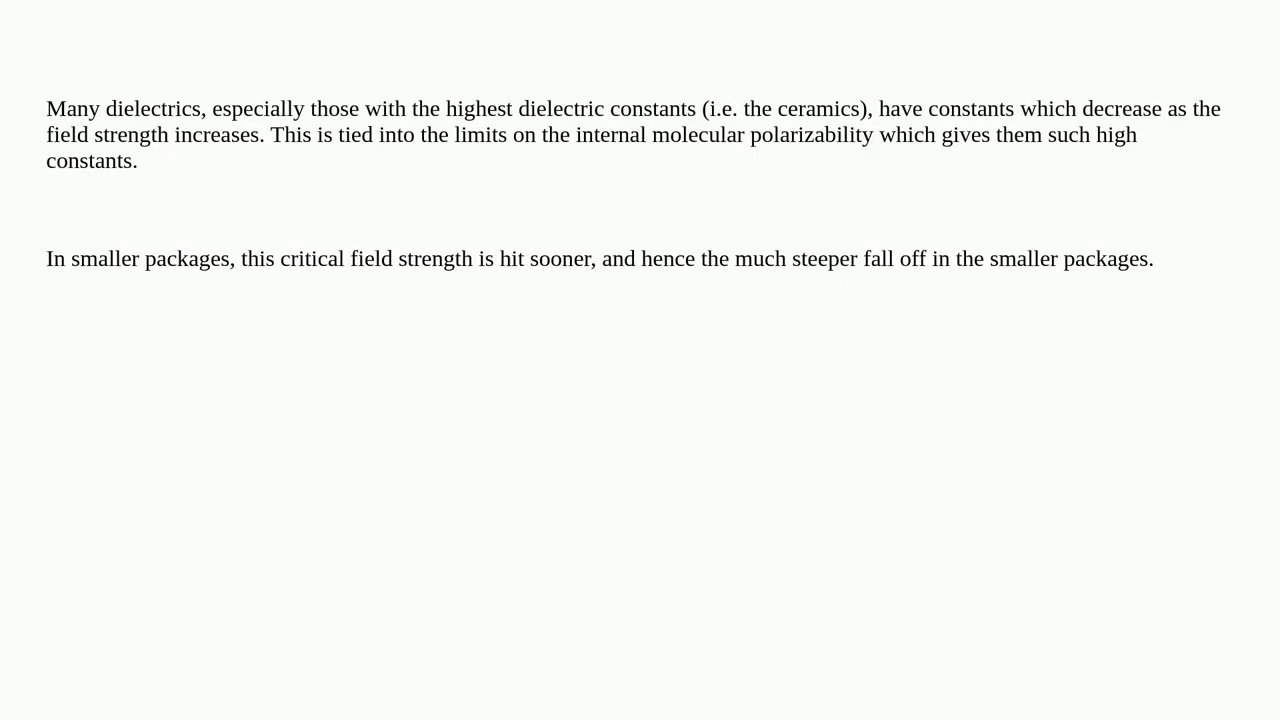 Many dielectrics, especially those with the highest dielectric constants (i.e. the ceramics), have constants which decrease as the
field strength increases. This is tied into the limits on the internal molecular polarizability which gives them such high
constants.
In smaller packages, this critical field strength is hit sooner, and hence the much steeper fall off in the smaller packages.